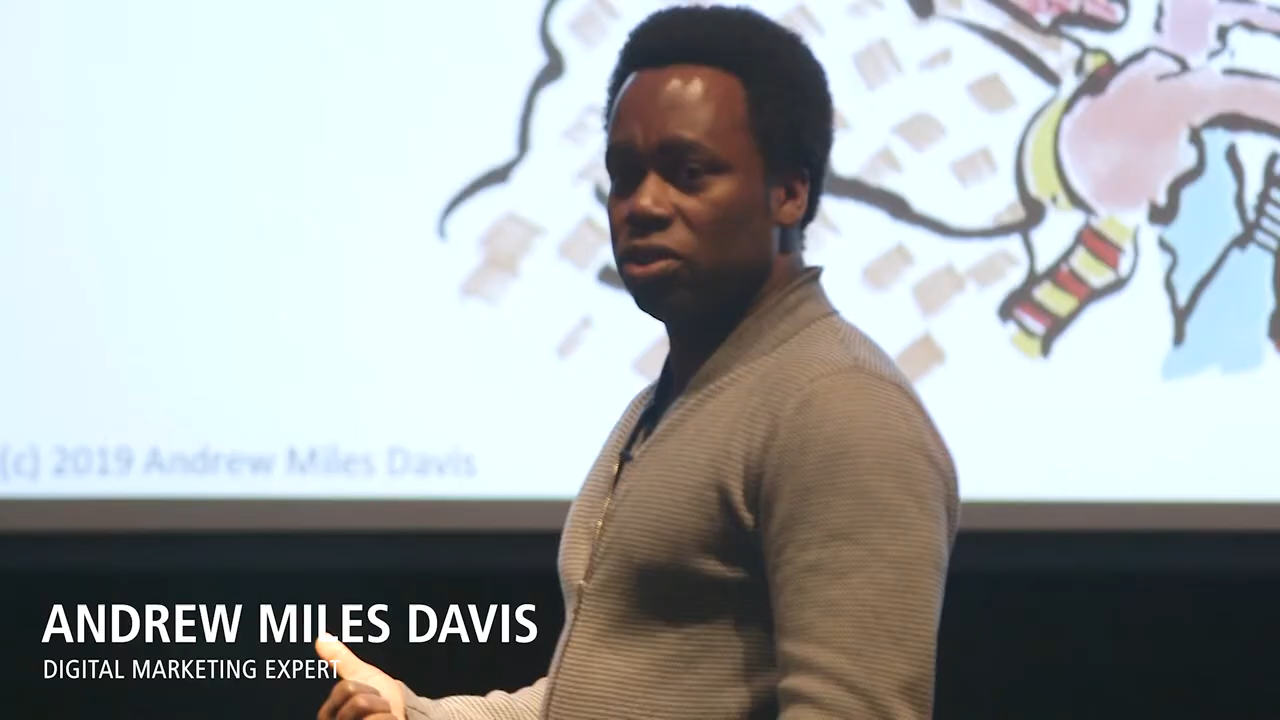 (c) 2019 Andrew Miles Davis
ANDREW MILES DAVIS
DIGITAL MARKETING EXPERT